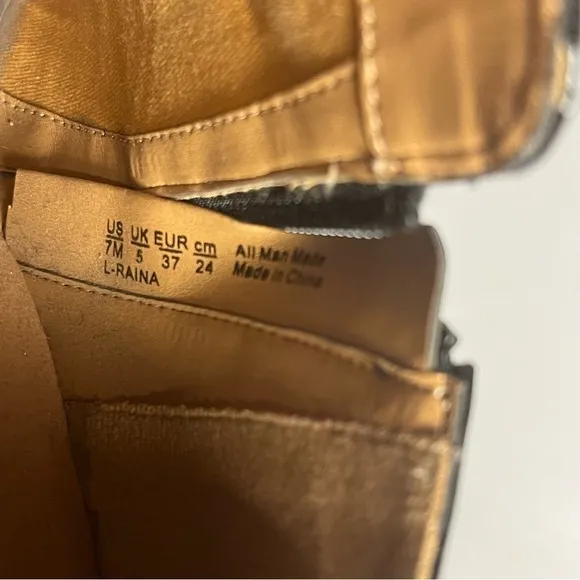 US UK EUR cm All Man Made
7M 5 37 24 Made in China
L-RAINA